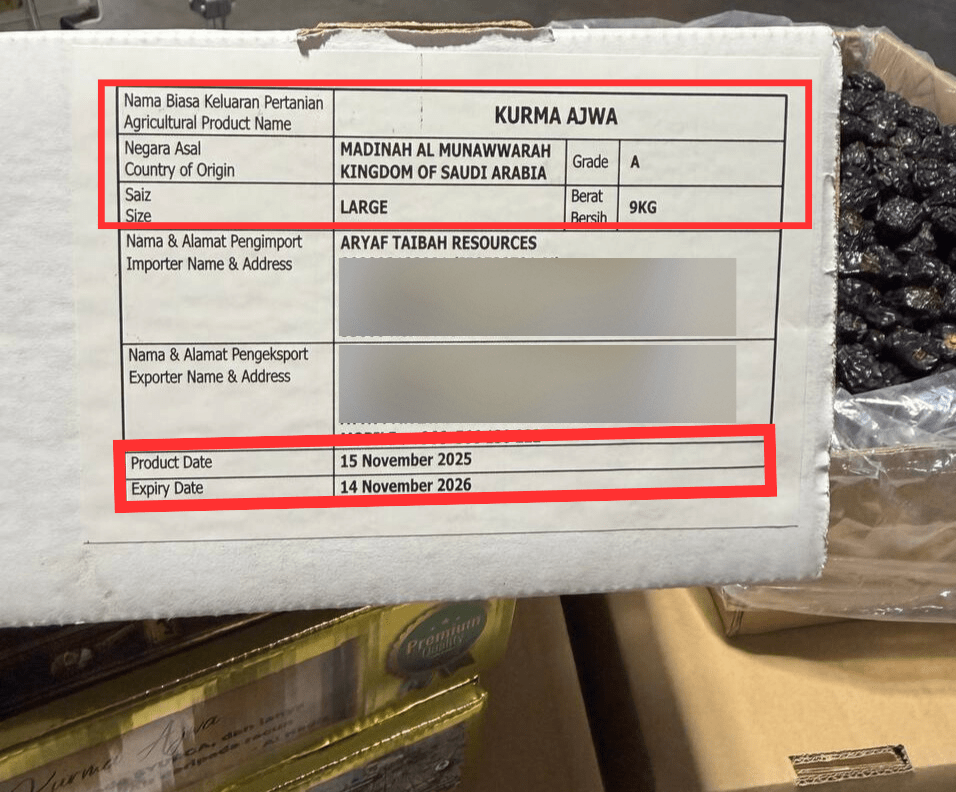 Nama Biasa Keluaran Pertanian
Agricultural Product Name
KURMA AJWA
Negara Asal
Country of Origin
MADINAH AL MUNAWWARAH
KINGDOM OF SAUDI ARABIA
Grade
A
Saiz
Size
LARGE
Berat
Bersih
9KG
Nama & Alamat Pengimport
Importer Name & Address
ARYAF TAIBAH RESOURCES
Nama & Alamat Pengeksport
Exporter Name & Address
Product Date
15 November 2025
Expiry Date
14 November 2026
Premium
Quality
Kurma Ajwa